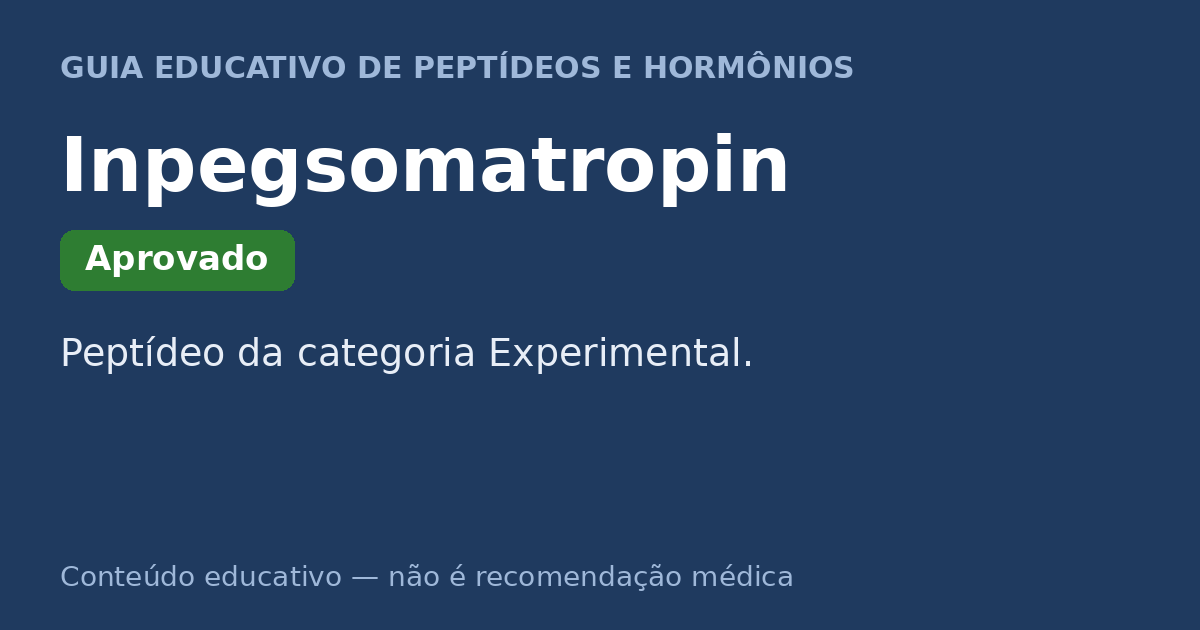 GUIA EDUCATIVO DE PEPTÍDEOS E HORMÔNIOS
Inpegsomatropin
Aprovado
Peptídeo da categoria Experimental.
Conteúdo educativo — não é recomendação médica